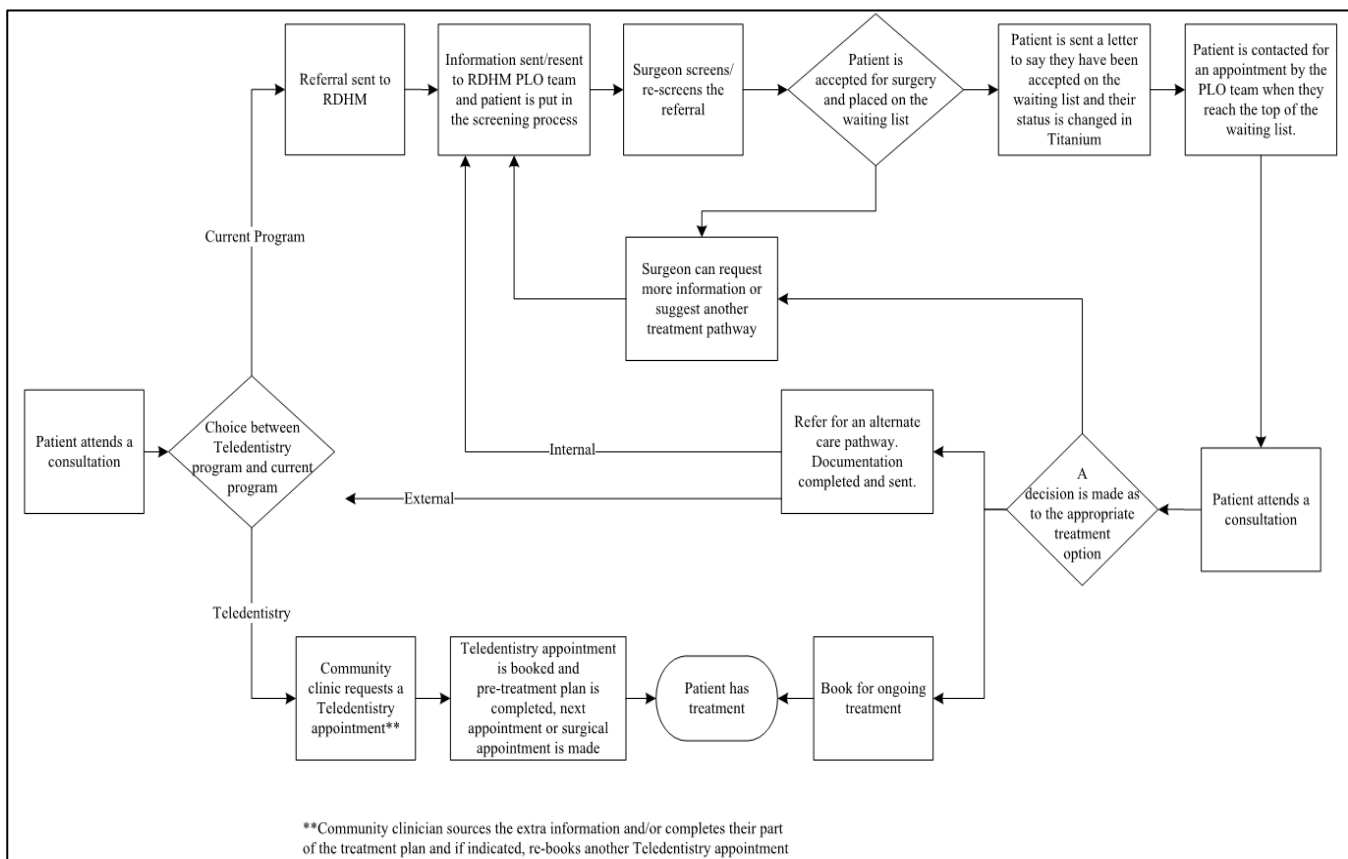 Referral sent to
RDHM
Information sent/resent
to RDHM PLO team
and patient is put in
the screening process
Surgeon screens/
re-screens the
referral
Patient is
accepted for surgery
and placed on the
waiting list
Patient is sent a letter
to say they have been
accepted on the
waiting list and their
status is changed in
Titanium
Patient is contacted for
an appointment by the
PLO team when they
reach the top of the
waiting list.
Current Program
Surgeon can request
more information or
suggest another
treatment pathway
Patient attends a
consultation
Choice between
Teledentistry
program and current
program
Internal
External
Refer for an alternate
care pathway.
Documentation
completed and sent.
A
decision is made as
to the appropriate
treatment
option
Patient attends a
consultation
Teledentistry
Community
clinic requests a
Teledentistry
appointment**
Teledentistry appointment
is booked and
pre-treatment plan is
completed, next
appointment or surgical
appointment is made
Patient has
treatment
Book for ongoing
treatment
**Community clinician sources the extra information and/or completes their part
of the treatment plan and if indicated, re-books another Teledentistry appointment